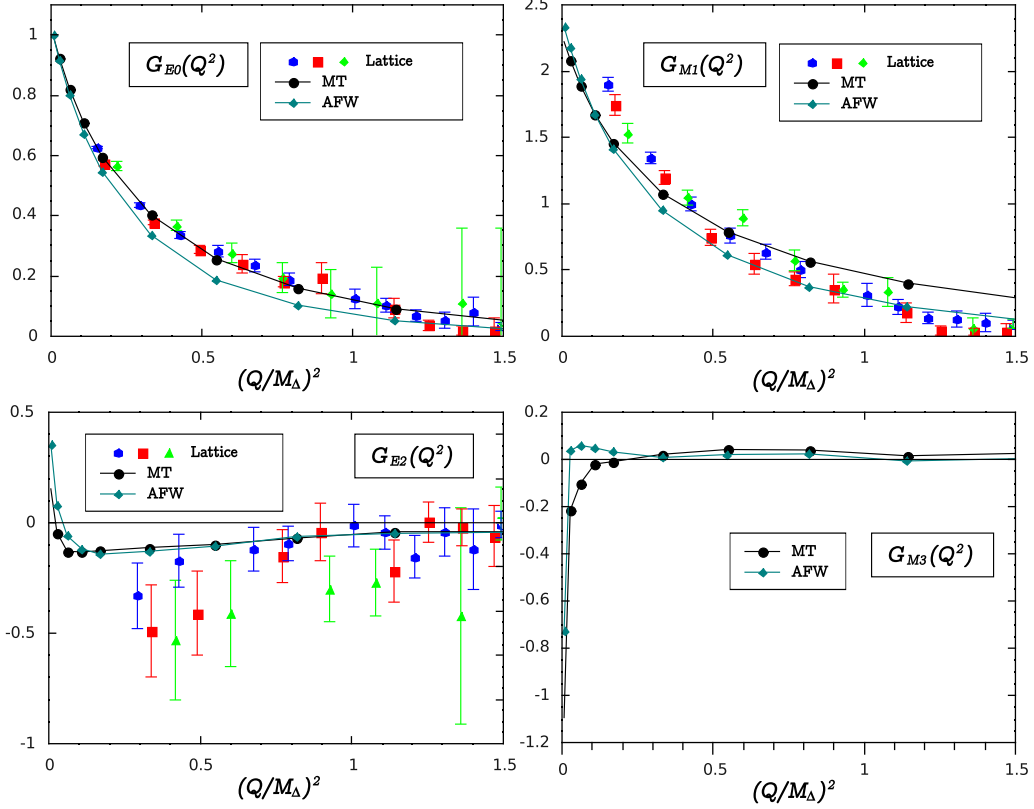 G_E0(Q²)
Lattice
MT
AFW
1
0.8
0.6
0.4
0.2
0
0
0.5
1
1.5
(Q/M_Δ)²
G_M1(Q²)
Lattice
MT
AFW
2.5
2
1.5
1
0.5
0
0
0.5
1
1.5
(Q/M_Δ)²
Lattice
MT
AFW
G_E2(Q²)
0.5
0
-0.5
-1
0
0.5
1
1.5
(Q/M_Δ)²
MT
AFW
G_M3(Q²)
0.2
0
-0.2
-0.4
-0.6
-0.8
-1
-1.2
0
0.5
1
1.5
(Q/M_Δ)²